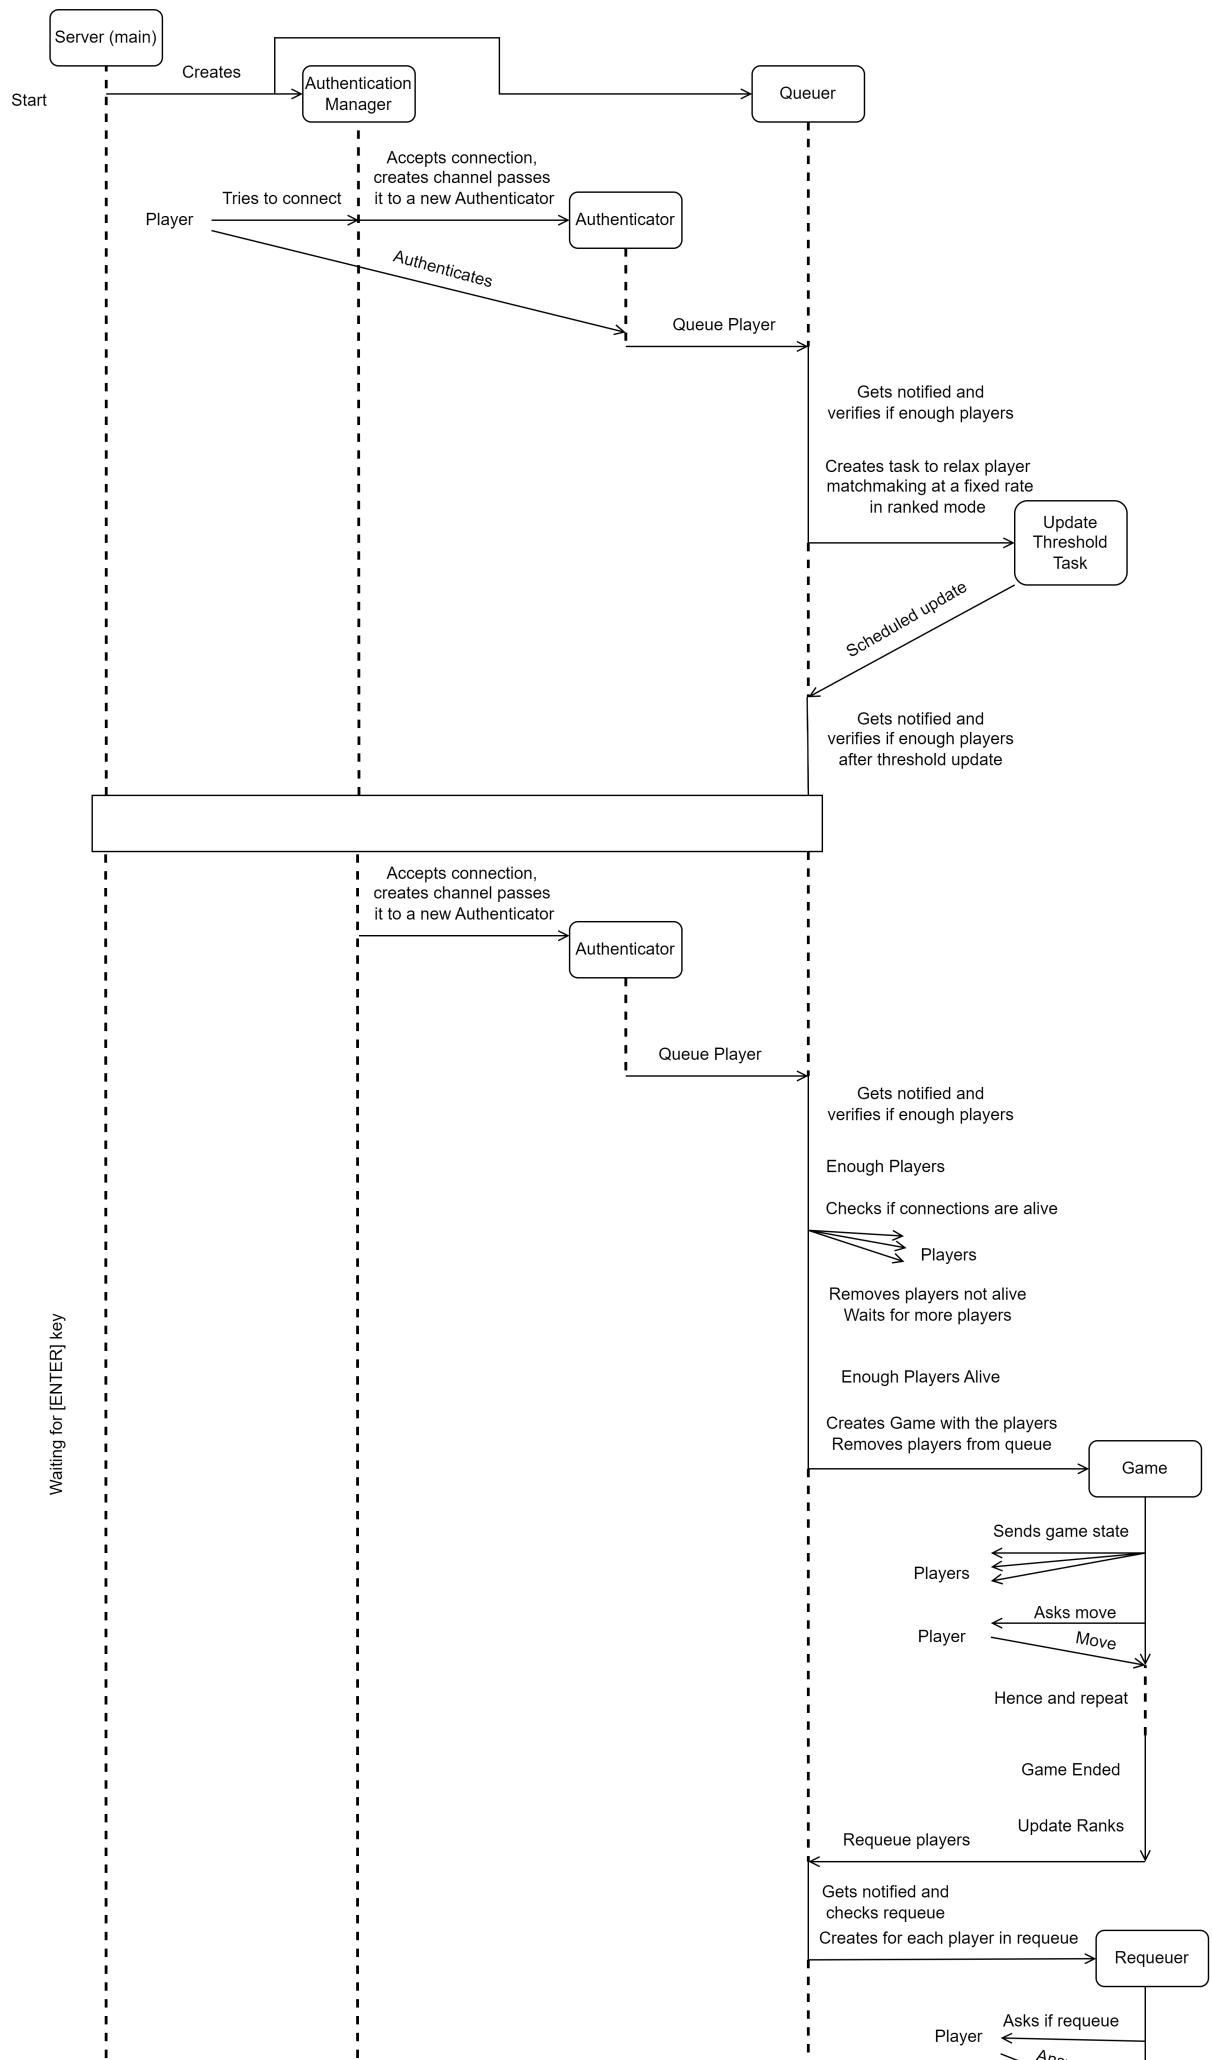 Server (main)
Creates
Start
Authentication
Manager
Queuer
Accepts connection,
creates channel passes
it to a new Authenticator
Tries to connect
Player
Authenticator
Authenticates
Queue Player
Gets notified and
verifies if enough players
Creates task to relax player
matchmaking at a fixed rate
in ranked mode
Update
Threshold
Task
Scheduled update
Gets notified and
verifies if enough players
after threshold update
Accepts connection,
creates channel passes
it to a new Authenticator
Authenticator
Queue Player
Gets notified and
verifies if enough players
Enough Players
Checks if connections are alive
Players
Removes players not alive
Waits for more players
Waiting for [ENTER] key
Enough Players Alive
Creates Game with the players
Removes players from queue
Game
Sends game state
Players
Asks move
Player
Move
Hence and repeat
Game Ended
Update Ranks
Requeue players
Gets notified and
checks requeue
Creates for each player in requeue
Requeuer
Asks if requeue
Player